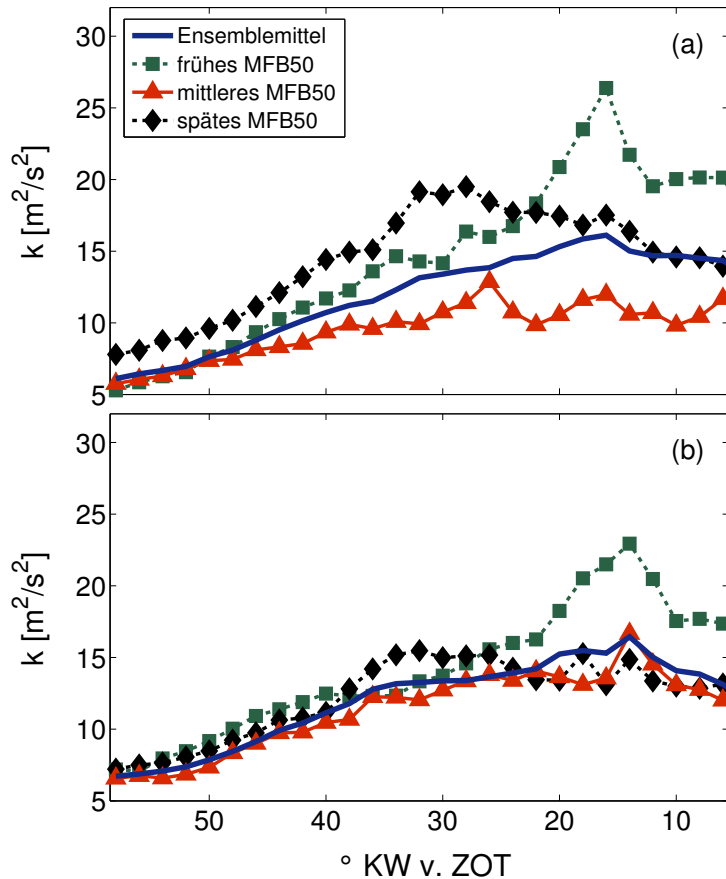 30
25
20
15
10
5
k [m²/s²]
Ensemblemittel
frühes MFB50
mittleres MFB50
spätes MFB50
(a)
30
25
20
15
10
5
k [m²/s²]
(b)
50 40 30 20 10
° KW v. ZOT